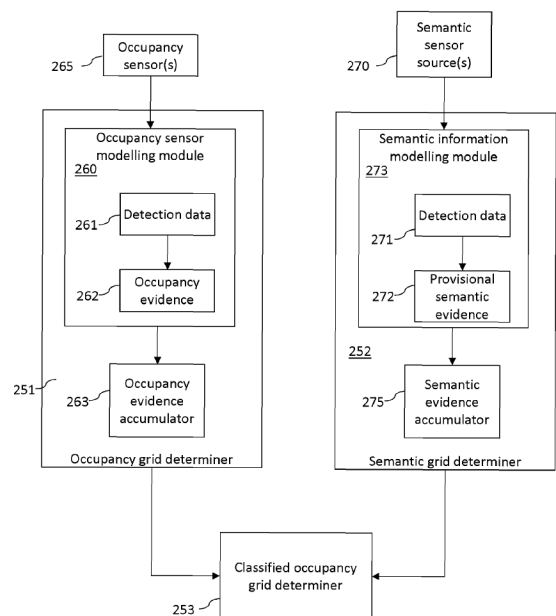 Occupancy
sensor(s)
265
Occupancy sensor
modelling module
260
Detection data
261
Occupancy
evidence
262
251
Occupancy
evidence
accumulator
263
Occupancy grid determiner
Semantic
sensor
source(s)
270
Semantic information
modelling module
273
Detection data
271
Provisional
semantic
evidence
272
252
Semantic
evidence
accumulator
275
Semantic grid determiner
Classified occupancy
grid determiner
253